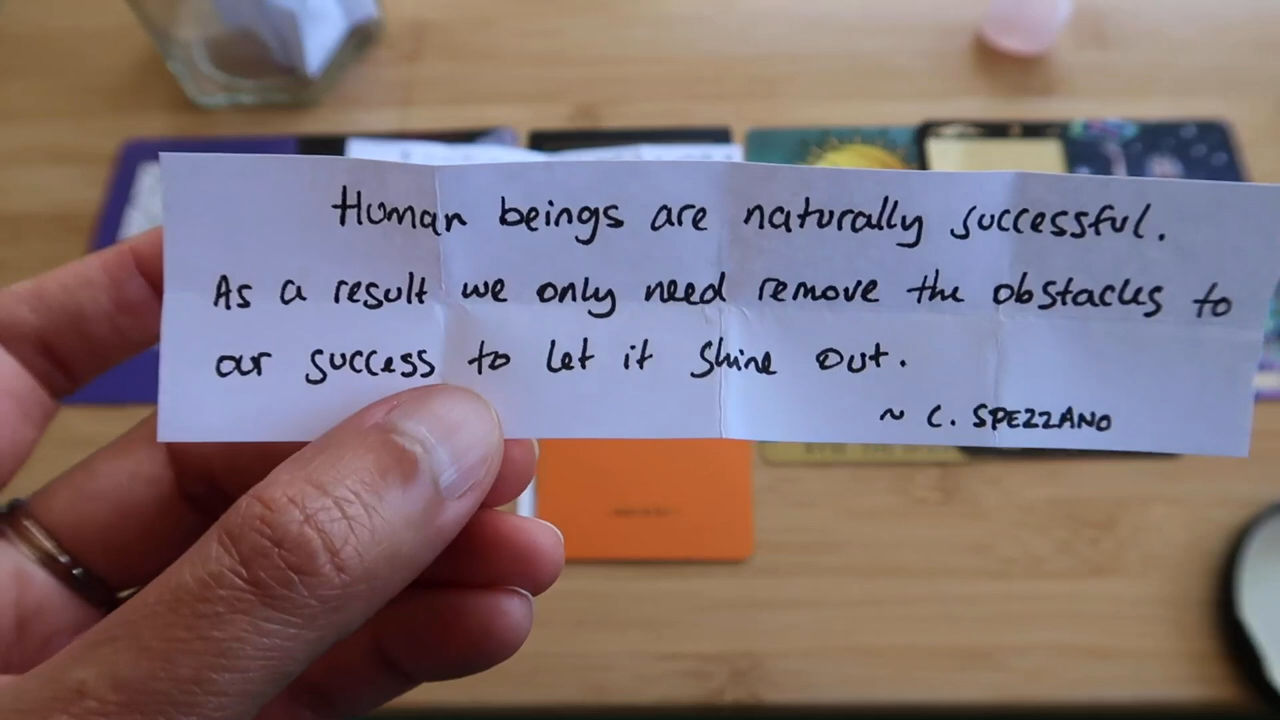 Human beings are naturally successful.
As a result we only need remove the obstacles to
our success to let it shine out.
~ C. SPEZZANO